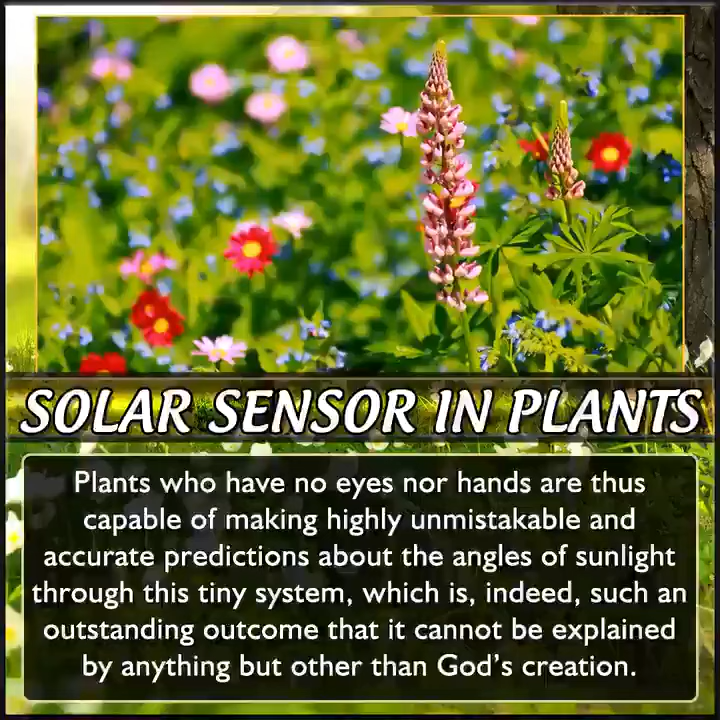 SOLAR SENSOR IN PLANTS
Plants who have no eyes nor hands are thus
capable of making highly unmistakable and
accurate predictions about the angles of sunlight
through this tiny system, which is, indeed, such an
outstanding outcome that it cannot be explained
by anything but other than God's creation.